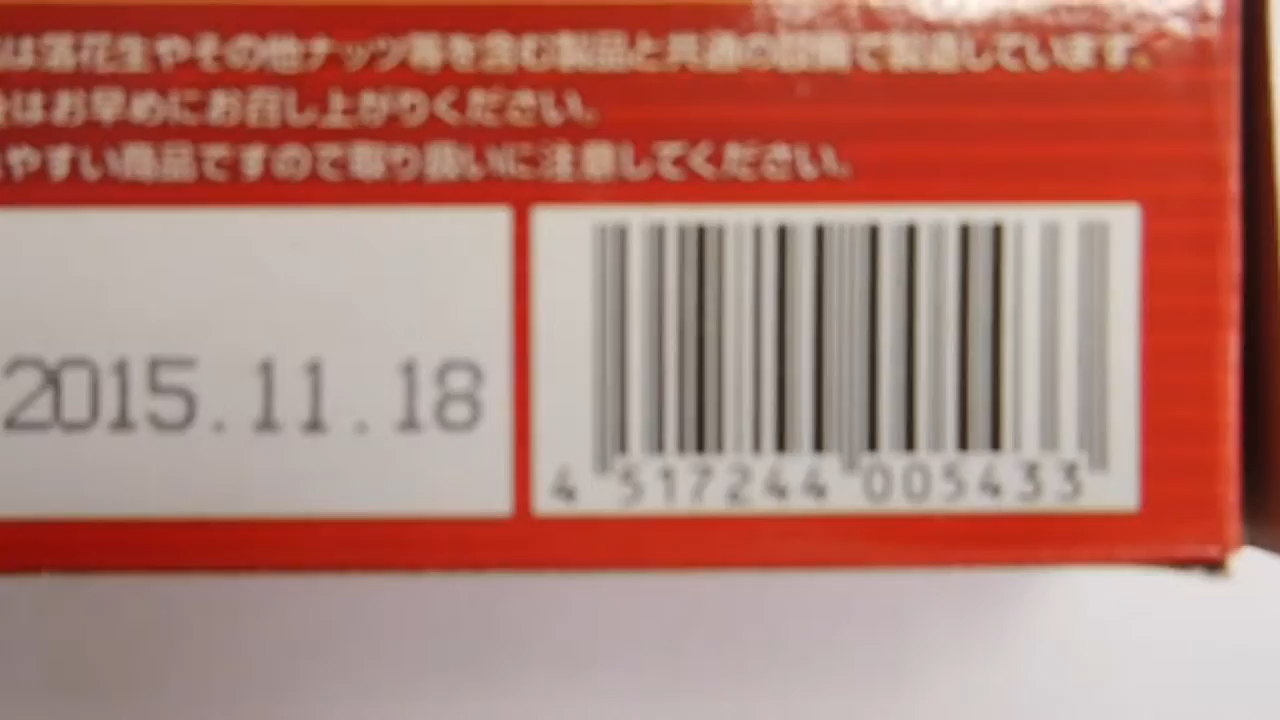 は落花生やその他ナッツ等を含む製品と共通の設備で製造しています。
はお早めにお召し上がりください。
やすい商品ですので取り扱いに注意してください。
2015.11.18
4 517244 005433